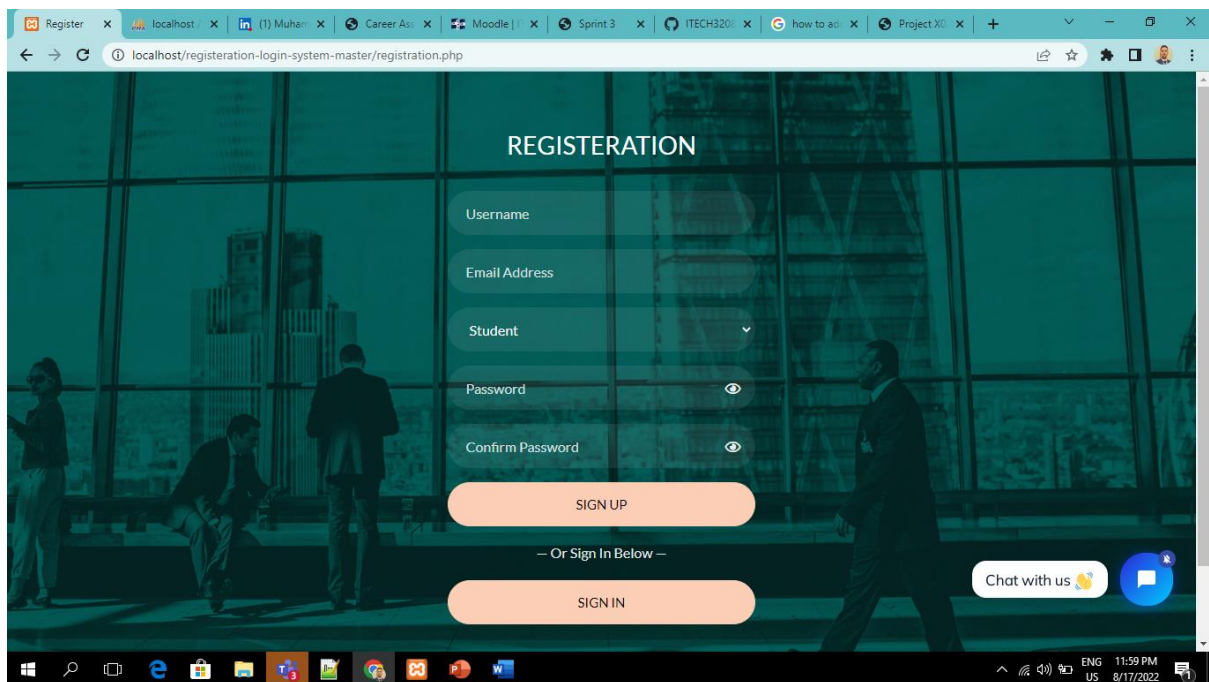 Register
localhost /
(1) Muham
Career Ass
Moodle |
Sprint 3
ITECH3208
how to ad
Project XD
localhost/registeration-login-system-master/registration.php
REGISTERATION
Username
Email Address
Student
Password
Confirm Password
SIGN UP
— Or Sign In Below —
SIGN IN
Chat with us 👋
ENG 11:59 PM
US 8/17/2022